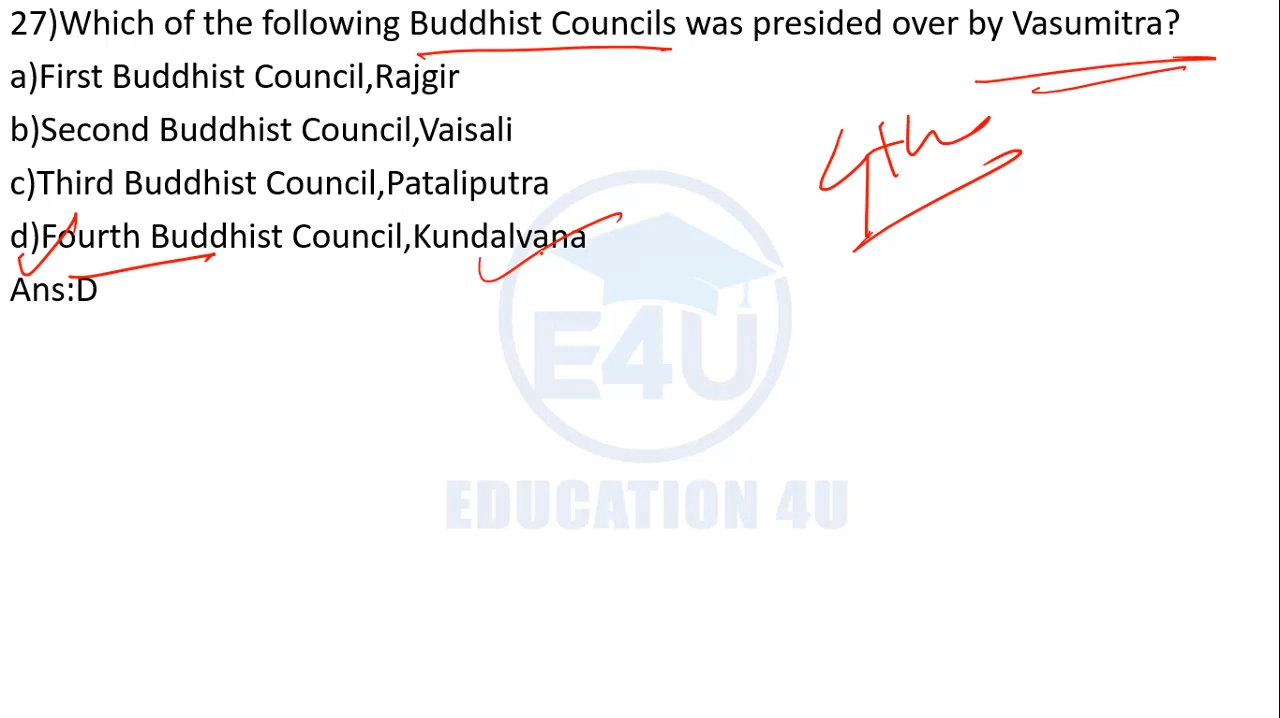 27)Which of the following Buddhist Councils was presided over by Vasumitra?
a)First Buddhist Council,Rajgir
b)Second Buddhist Council,Vaisali
4th
c)Third Buddhist Council,Pataliputra
d)Fourth Buddhist Council,Kundalvana
Ans:D
E4U
EDUCATION 4U